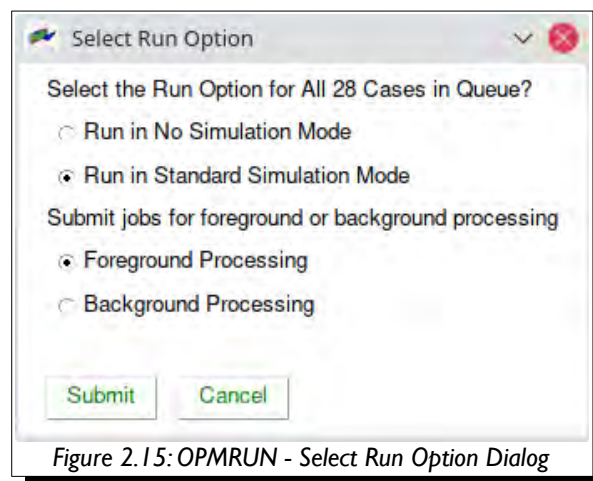 Select Run Option
Select the Run Option for All 28 Cases in Queue?
Run in No Simulation Mode
Run in Standard Simulation Mode
Submit jobs for foreground or background processing
Foreground Processing
Background Processing
Submit Cancel
Figure 2.15: OPMRUN - Select Run Option Dialog